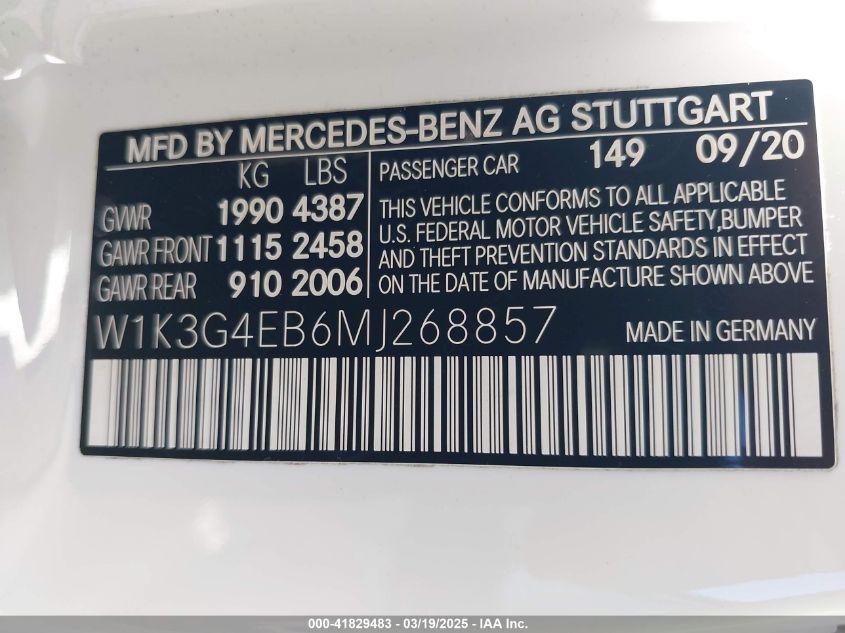 MFD BY MERCEDES-BENZ AG STUTTGART
KG LBS
GVWR 1990 4387
GAWR FRONT 1115 2458
GAWR REAR 910 2006
PASSENGER CAR 149 09/20
THIS VEHICLE CONFORMS TO ALL APPLICABLE
U.S. FEDERAL MOTOR VEHICLE SAFETY,BUMPER
AND THEFT PREVENTION STANDARDS IN EFFECT
ON THE DATE OF MANUFACTURE SHOWN ABOVE
W1K3G4EB6MJ268857 MADE IN GERMANY
000-41829483 - 03/19/2025 - IAA Inc.